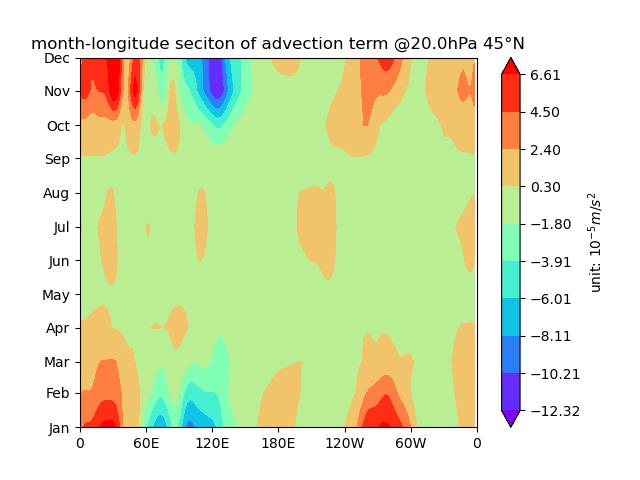 month-longitude seciton of advection term @20.0hPa 45°N
Dec
Nov
Oct
Sep
Aug
Jul
Jun
May
Apr
Mar
Feb
Jan
0 60E 120E 180E 120W 60W 0
6.61
4.50
2.40
0.30
−1.80
−3.91
−6.01
−8.11
−10.21
−12.32
unit: 10⁻⁵m/s²